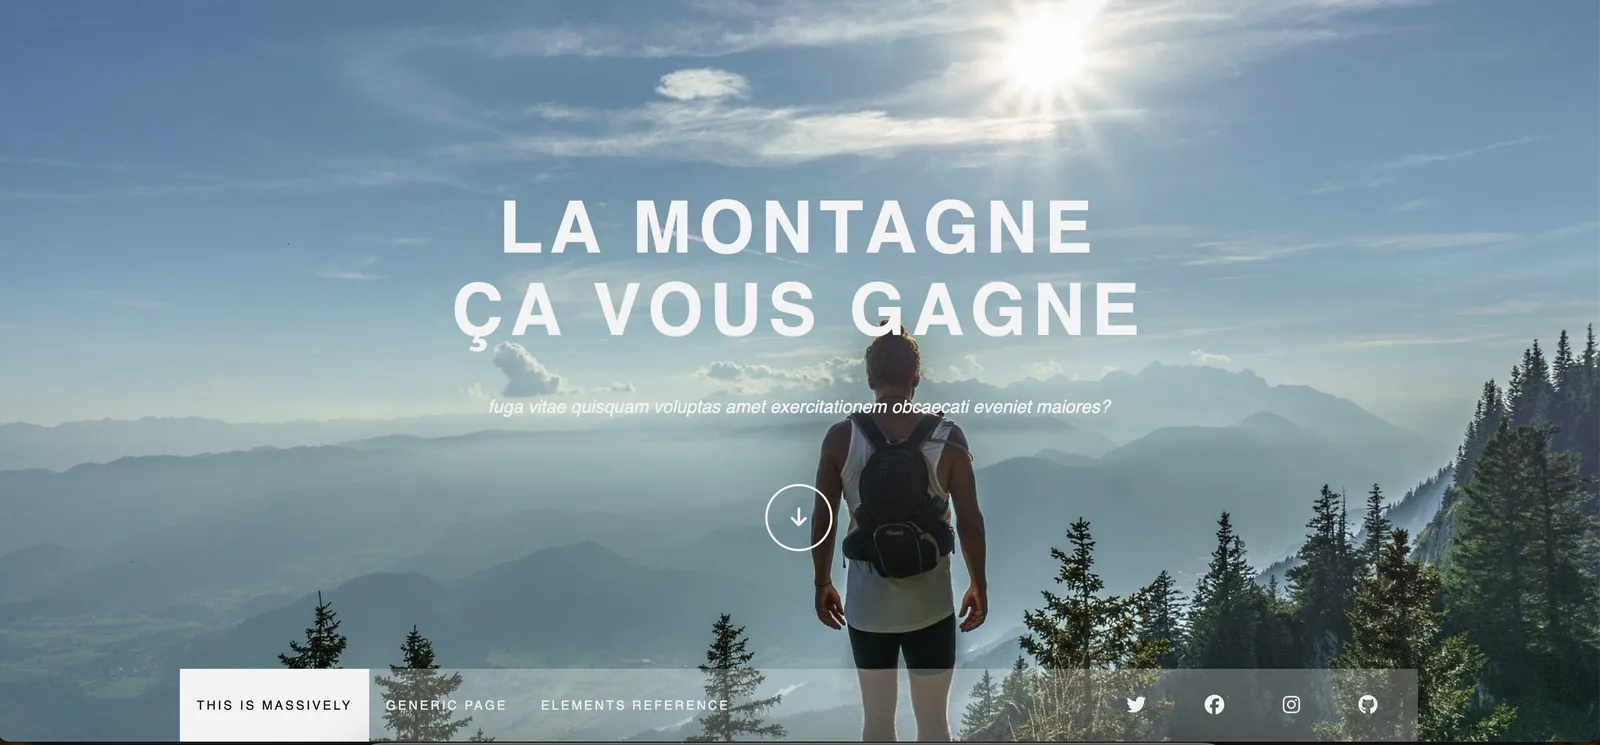 LA MONTAGNE
ÇA VOUS GAGNE
fuga vitae quisquam voluptas amet exercitationem obcaecati eveniet maiores?
THIS IS MASSIVELY GENERIC PAGE ELEMENTS REFERENCE